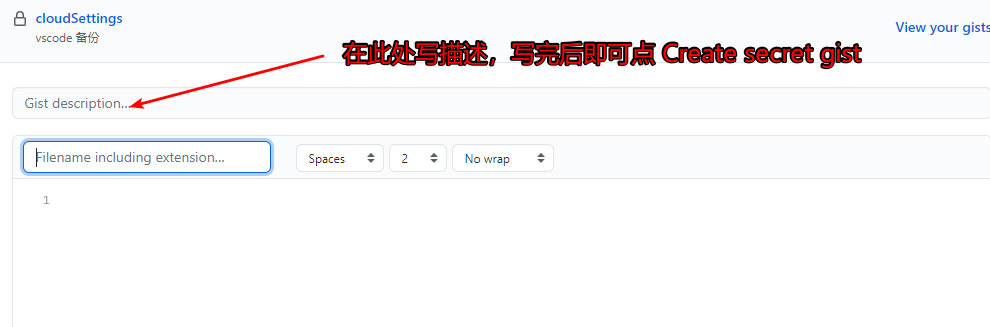 cloudSettings
vscode 备份
View your gists
在此处写描述，写完后即可点 Create secret gist
Gist description...
Filename including extension...
Spaces
2
No wrap
1